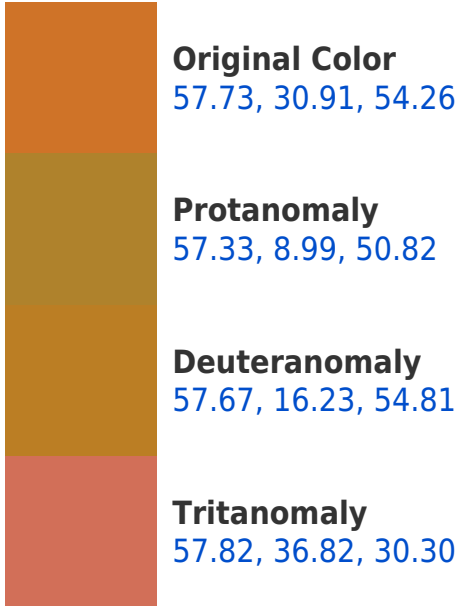 Original Color
57.73, 30.91, 54.26
Protanomaly
57.33, 8.99, 50.82
Deuteranomaly
57.67, 16.23, 54.81
Tritanomaly
57.82, 36.82, 30.30